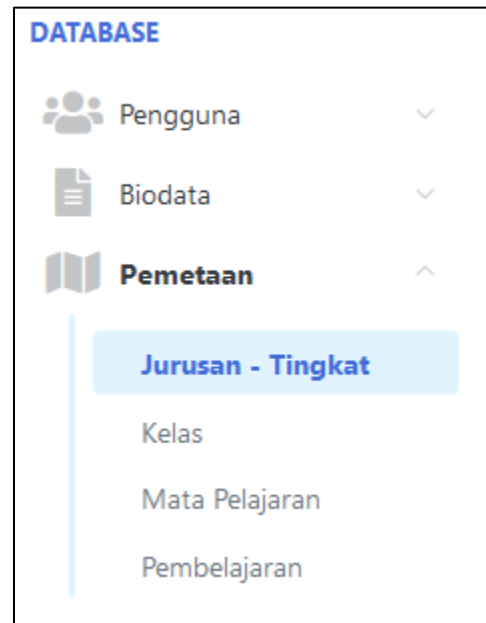 DATABASE
Pengguna
Biodata
Pemetaan
Jurusan - Tingkat
Kelas
Mata Pelajaran
Pembelajaran